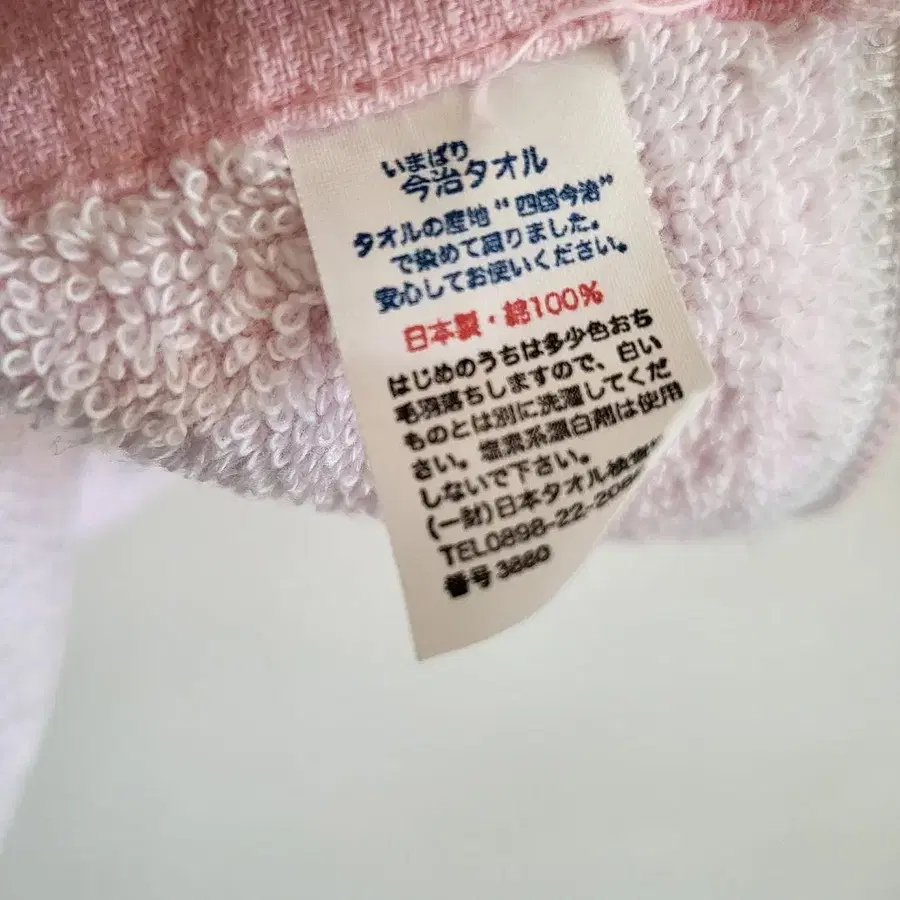 いまばり
今治タオル
タオルの産地“四国今治”
で染めて織りました。
安心してお使いください。
日本製・綿100%
はじめのうちは多少色おち
毛羽落ちしますので、白い
ものとは別に洗濯してくだ
さい。塩素系漂白剤は使用
しないで下さい。
(一財)日本タオル検査
TEL0898-22-20
番号 3880